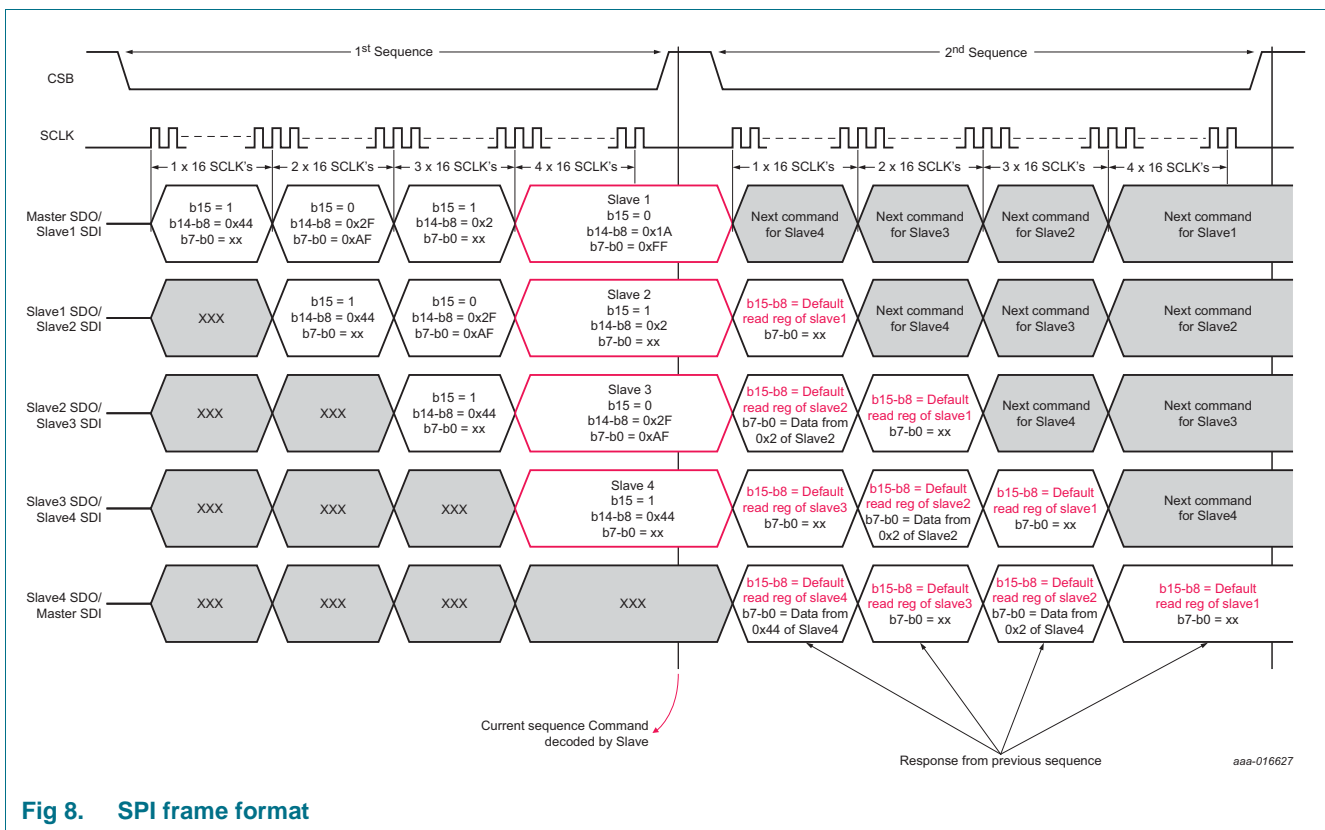 1st Sequence
2nd Sequence
CSB
SCLK
1 x 16 SCLK's
2 x 16 SCLK's
3 x 16 SCLK's
4 x 16 SCLK's
1 x 16 SCLK's
2 x 16 SCLK's
3 x 16 SCLK's
4 x 16 SCLK's
Master SDO/
Slave1 SDI
b15 = 1
b14-b8 = 0x44
b7-b0 = xx
b15 = 0
b14-b8 = 0x2F
b7-b0 = 0xAF
b15 = 1
b14-b8 = 0x2
b7-b0 = xx
Slave 1
b15 = 0
b14-b8 = 0x1A
b7-b0 = 0xFF
Next command
for Slave4
Next command
for Slave3
Next command
for Slave2
Next command
for Slave1
Slave1 SDO/
Slave2 SDI
XXX
b15 = 1
b14-b8 = 0x44
b7-b0 = xx
b15 = 0
b14-b8 = 0x2F
b7-b0 = 0xAF
Slave 2
b15 = 1
b14-b8 = 0x2
b7-b0 = xx
b15-b8 = Default
read reg of slave1
b7-b0 = xx
Next command
for Slave4
Next command
for Slave3
Next command
for Slave2
Slave2 SDO/
Slave3 SDI
XXX
XXX
b15 = 1
b14-b8 = 0x44
b7-b0 = xx
Slave 3
b15 = 0
b14-b8 = 0x2F
b7-b0 = 0xAF
b15-b8 = Default
read reg of slave2
b7-b0 = Data from
0x2 of Slave2
b15-b8 = Default
read reg of slave1
b7-b0 = xx
Next command
for Slave4
Next command
for Slave3
Slave3 SDO/
Slave4 SDI
XXX
XXX
XXX
Slave 4
b15 = 1
b14-b8 = 0x44
b7-b0 = xx
b15-b8 = Default
read reg of slave3
b7-b0 = xx
b15-b8 = Default
read reg of slave2
b7-b0 = Data from
0x2 of Slave2
b15-b8 = Default
read reg of slave1
b7-b0 = xx
Next command
for Slave4
Slave4 SDO/
Master SDI
XXX
XXX
XXX
XXX
b15-b8 = Default
read reg of slave4
b7-b0 = Data from
0x44 of Slave4
b15-b8 = Default
read reg of slave3
b7-b0 = xx
b15-b8 = Default
read reg of slave2
b7-b0 = Data from
0x2 of Slave4
b15-b8 = Default
read reg of slave1
b7-b0 = xx
Current sequence Command
decoded by Slave
Response from previous sequence
aaa-016627
Fig 8. SPI frame format